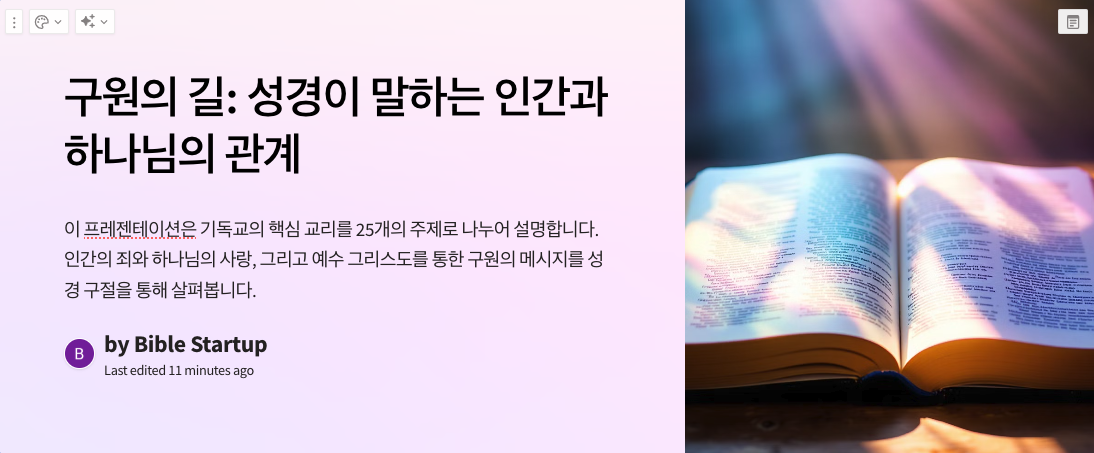 구원의 길: 성경이 말하는 인간과
하나님의 관계
이 프레젠테이션은 기독교의 핵심 교리를 25개의 주제로 나누어 설명합니다.
인간의 죄와 하나님의 사랑, 그리고 예수 그리스도를 통한 구원의 메시지를 성
경 구절을 통해 살펴봅니다.
B
by Bible Startup
Last edited 11 minutes ago